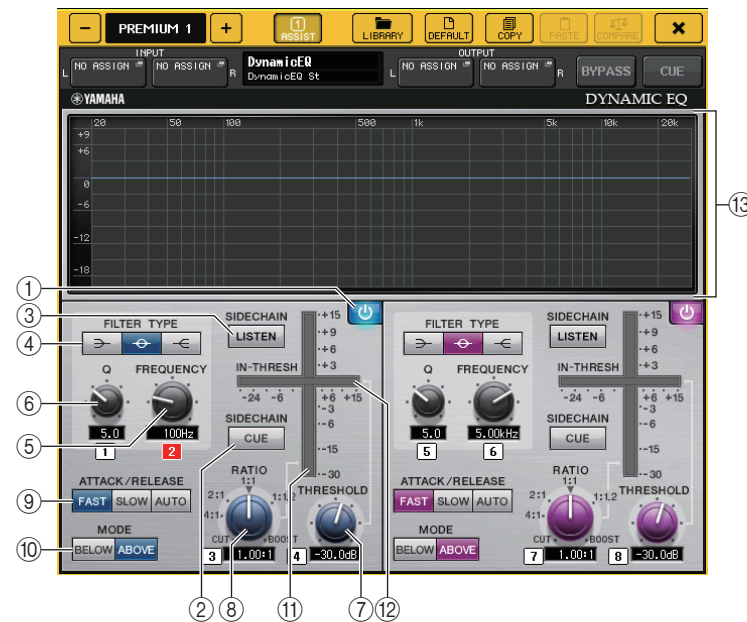 PREMIUM 1
1
ASSIST
LIBRARY
DEFAULT
COPY
PASTE
COMPARE
INPUT
L NO ASSIGN NO ASSIGN R
DynamicEQ
DynamicEQ St
OUTPUT
L NO ASSIGN NO ASSIGN R
BYPASS
CUE
YAMAHA
DYNAMIC EQ
20 50 100 500 1k 5k 10k 20k
+9
+6
0
-6
-12
-18
13
1
3
4
6
5
9
10
FILTER TYPE
Q FREQUENCY
5.0 100Hz
1 2
SIDECHAIN
LISTEN
+15
+9
+6
+3
IN-THRESH
-24 -6 +6 +15
-3
-6
-15
-30
SIDECHAIN
CUE
ATTACK/RELEASE
FAST SLOW AUTO
MODE
BELOW ABOVE
RATIO
1:1
2:1 1:1.2
4:1
CUT BOOST
3 1.00:1
THRESHOLD
4 -30.0dB
FILTER TYPE
Q FREQUENCY
5.0 5.00kHz
5 6
SIDECHAIN
LISTEN
+15
+9
+6
+3
IN-THRESH
-24 -6 +6 +15
-3
-6
-15
-30
SIDECHAIN
CUE
ATTACK/RELEASE
FAST SLOW AUTO
MODE
BELOW ABOVE
RATIO
1:1
2:1 1:1.2
4:1
CUT BOOST
7 1.00:1
THRESHOLD
8 -30.0dB
2 8 11 7 12